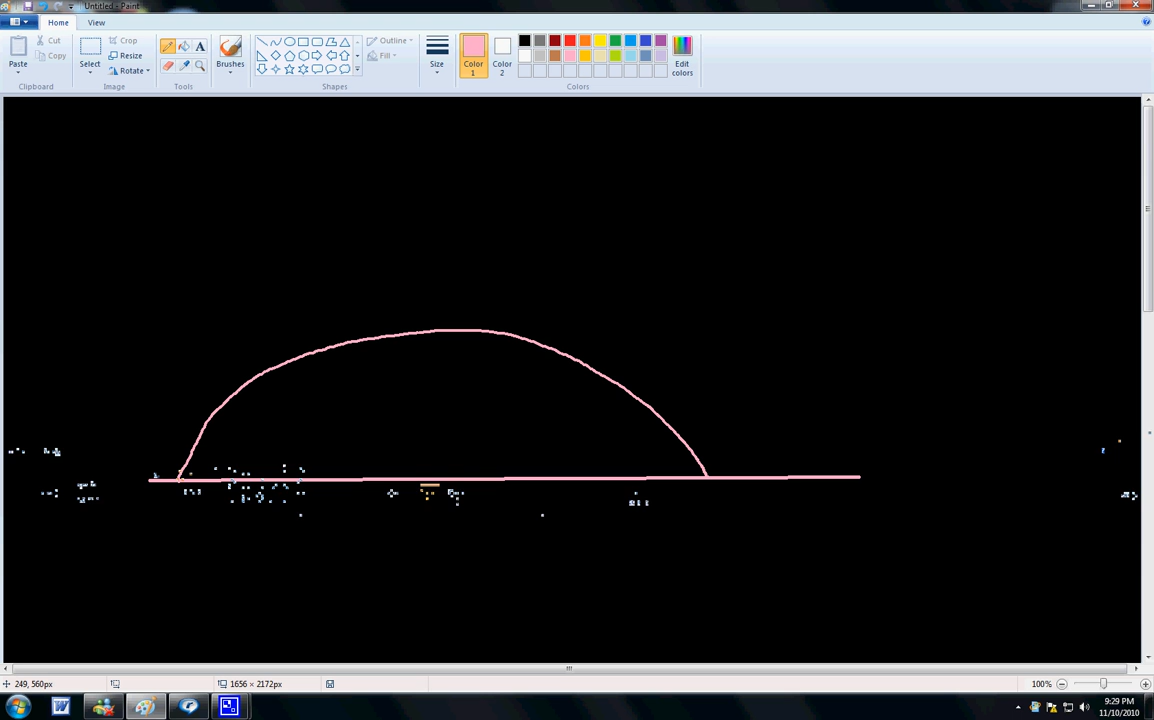 Untitled - Paint
Home View
Paste
Cut
Copy
Clipboard
Select
Crop
Resize
Rotate
Image
A
Tools
Brushes
Outline
Fill
Shapes
Size
Color 1
Color 2
Edit colors
Colors
249, 560px
1656 × 2172px
100%
9:29 PM
11/10/2010